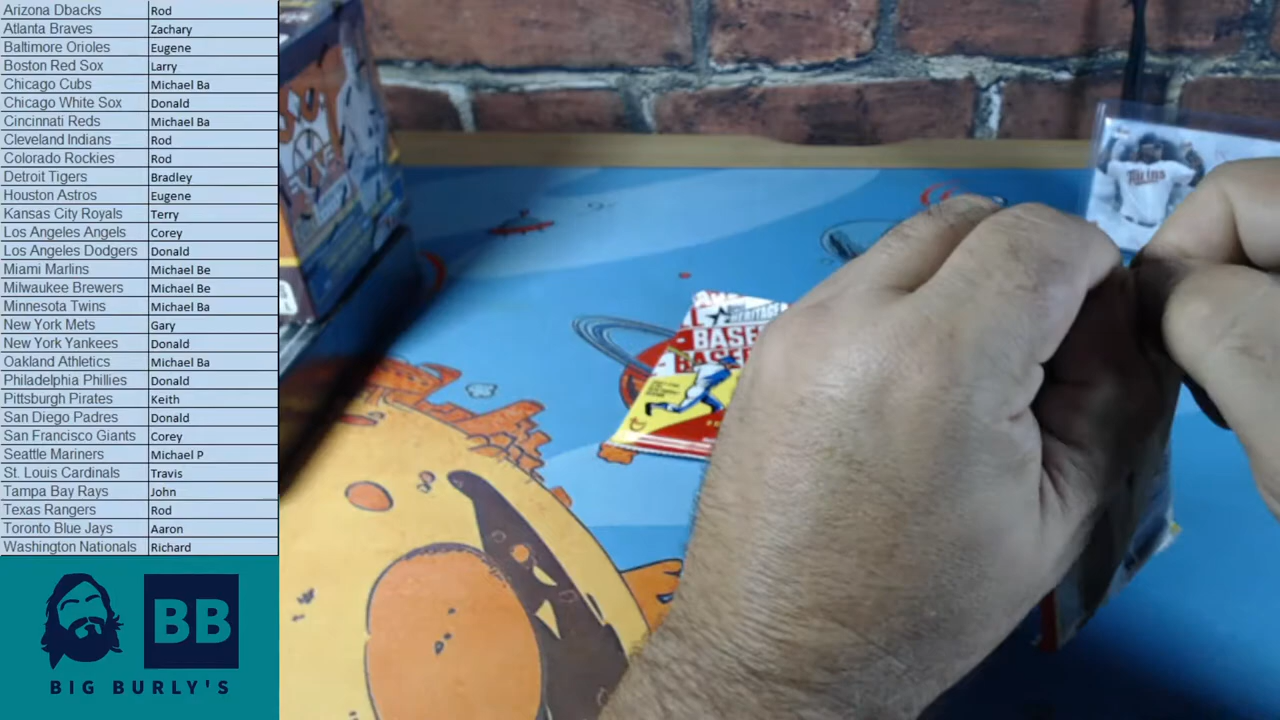 Arizona Dbacks Rod
Atlanta Braves Zachary
Baltimore Orioles Eugene
Boston Red Sox Larry
Chicago Cubs Michael Ba
Chicago White Sox Donald
Cincinnati Reds Michael Ba
Cleveland Indians Rod
Colorado Rockies Rod
Detroit Tigers Bradley
Houston Astros Eugene
Kansas City Royals Terry
Los Angeles Angels Corey
Los Angeles Dodgers Donald
Miami Marlins Michael Be
Milwaukee Brewers Michael Be
Minnesota Twins Michael Ba
New York Mets Gary
New York Yankees Donald
Oakland Athletics Michael Ba
Philadelphia Phillies Donald
Pittsburgh Pirates Keith
San Diego Padres Donald
San Francisco Giants Corey
Seattle Mariners Michael P
St. Louis Cardinals Travis
Tampa Bay Rays John
Texas Rangers Rod
Toronto Blue Jays Aaron
Washington Nationals Richard
BB
BIG BURLY'S
Twins
HERITAGE
BASE
BASE